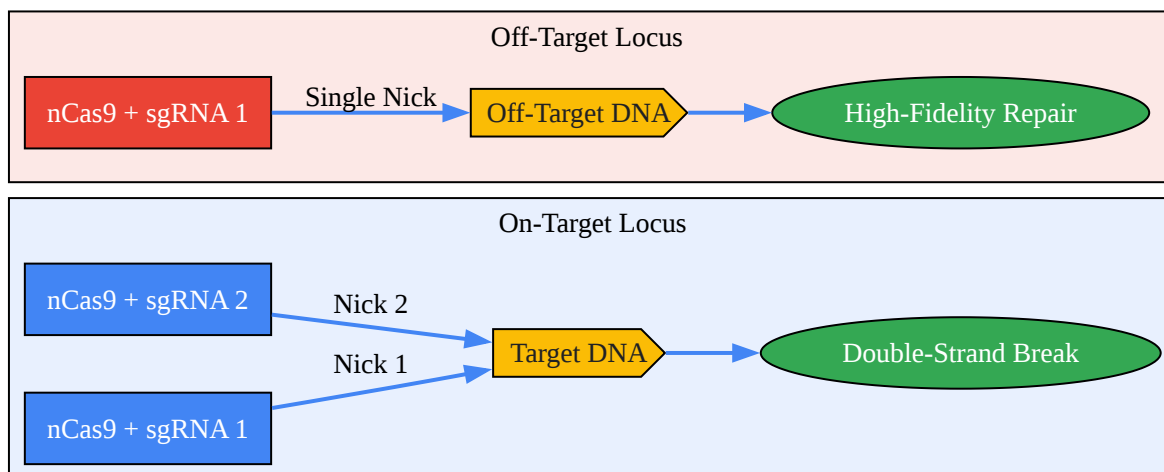 Off-Target Locus
nCas9 + sgRNA 1
Single Nick
Off-Target DNA
High-Fidelity Repair
On-Target Locus
nCas9 + sgRNA 2
Nick 2
Nick 1
Target DNA
Double-Strand Break
nCas9 + sgRNA 1